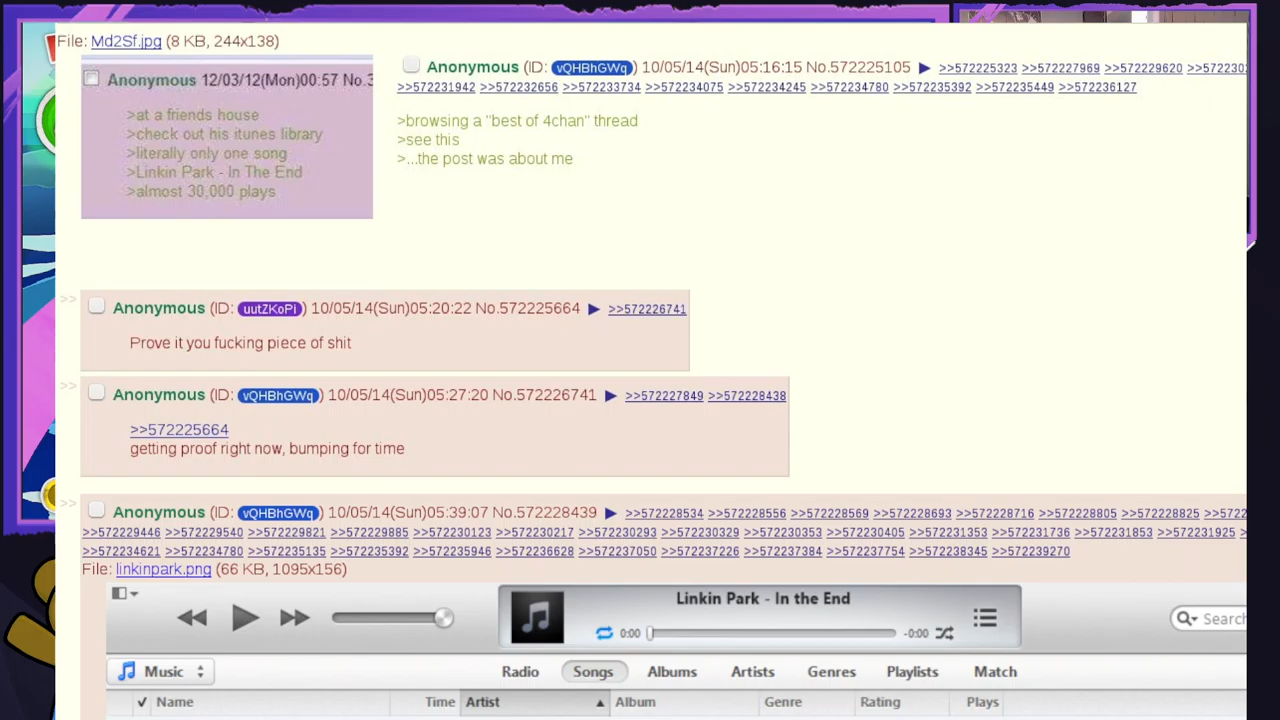 File: Md2Sf.jpg (8 KB, 244x138)
Anonymous 12/03/12(Mon)00:57 No.3
>at a friends house
>check out his itunes library
>literally only one song
>Linkin Park - In The End
>almost 30,000 plays
Anonymous (ID: vQHBhGWq) 10/05/14(Sun)05:16:15 No.572225105 ▶ >>572225323 >>572227969 >>572229620 >>572230
>>572231942 >>572232656 >>572233734 >>572234075 >>572234245 >>572234780 >>572235392 >>572235449 >>572236127
>browsing a "best of 4chan" thread
>see this
>...the post was about me
>> Anonymous (ID: uutZKoPi) 10/05/14(Sun)05:20:22 No.572225664 ▶ >>572226741
Prove it you fucking piece of shit
>> Anonymous (ID: vQHBhGWq) 10/05/14(Sun)05:27:20 No.572226741 ▶ >>572227849 >>572228438
>>572225664
getting proof right now, bumping for time
>> Anonymous (ID: vQHBhGWq) 10/05/14(Sun)05:39:07 No.572228439 ▶ >>572228534 >>572228556 >>572228569 >>572228693 >>572228716 >>572228805 >>572228825 >>5722
>>572229446 >>572229540 >>572229821 >>572229885 >>572230123 >>572230217 >>572230293 >>572230329 >>572230353 >>572230405 >>572231353 >>572231736 >>572231853 >>572231925 >
>>572234621 >>572234780 >>572235135 >>572235392 >>572235946 >>572236628 >>572237050 >>572237226 >>572237384 >>572237754 >>572238345 >>572239270
File: linkinpark.png (66 KB, 1095x156)
Linkin Park - In the End
0:00 -0:00
Search
Music Radio Songs Albums Artists Genres Playlists Match
✓ Name Time Artist Album Genre Rating Plays